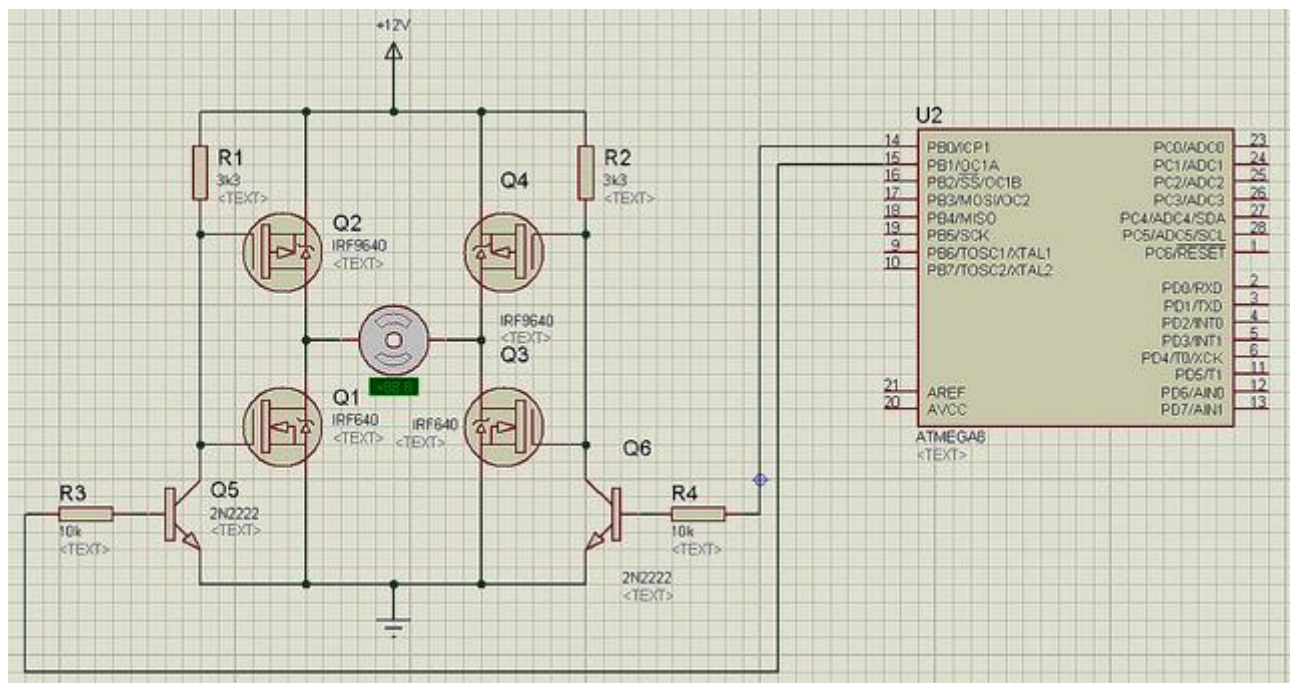 +12V
R1
3k3
<TEXT>
Q2
IRF9640
<TEXT>
Q4
IRF9640
<TEXT>
R2
3k3
<TEXT>
Q1
IRF640
<TEXT>
Q3
IRF640
<TEXT>
R3
10k
<TEXT>
Q5
2N2222
<TEXT>
Q6
2N2222
<TEXT>
R4
10k
<TEXT>
U2
14 PB0/ICP1
15 PB1/OC1A
16 PB2/SS/OC1B
17 PB3/MOSI/OC2
18 PB4/MISO
19 PB5/SCK
9 PB6/TOSC1/XTAL1
10 PB7/TOSC2/XTAL2
21 AREF
20 AVCC
PC0/ADC0 23
PC1/ADC1 24
PC2/ADC2 25
PC3/ADC3 26
PC4/ADC4/SDA 27
PC5/ADC5/SCL 28
PC6/RESET 1
PD0/RXD 2
PD1/TXD 3
PD2/INT0 4
PD3/INT1 5
PD4/T0/XCK 6
PD5/T1 11
PD6/AIN0 12
PD7/AIN1 13
ATMEGA8
<TEXT>